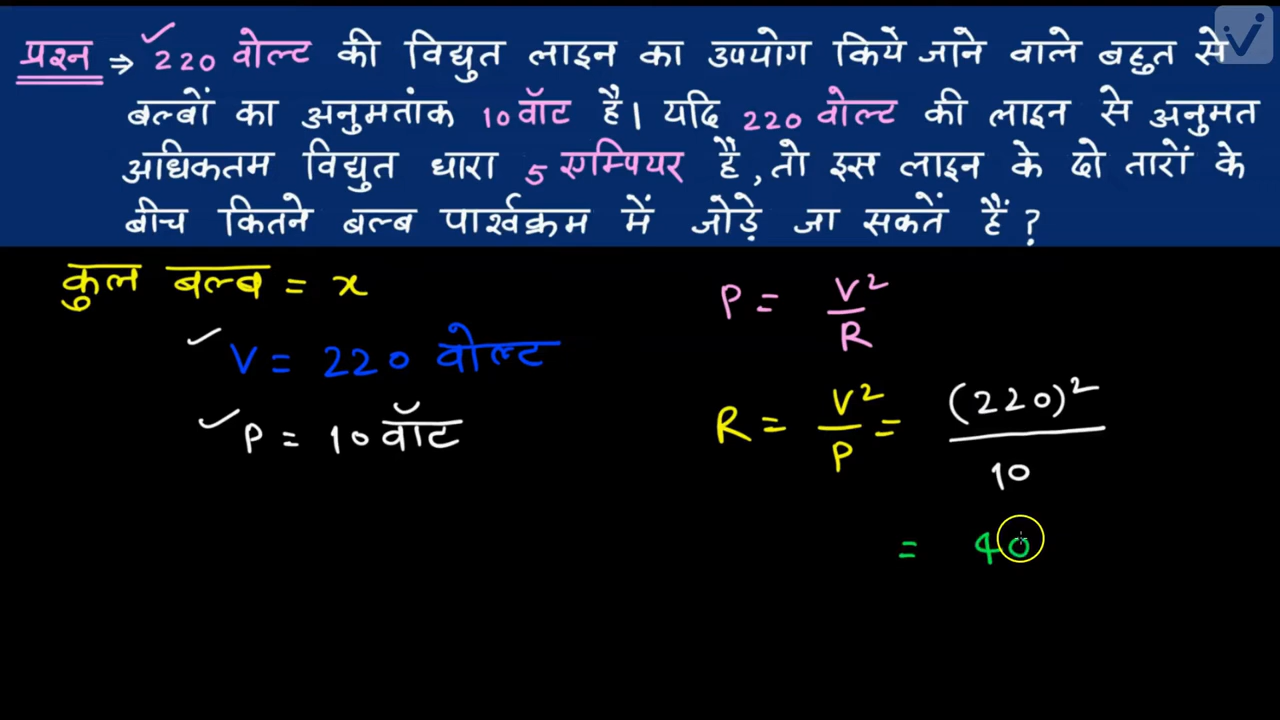 प्रश्न ⇒ 220 वोल्ट की विद्युत लाइन का उपयोग किये जाने वाले बहुत से
बल्बों का अनुमतांक 10 वॉट है। यदि 220 वोल्ट की लाइन से अनुमत
अधिकतम विद्युत धारा 5 एम्पियर है, तो इस लाइन के दो तारों के
बीच कितने बल्ब पार्श्वक्रम में जोड़े जा सकतें हैं ?
कुल बल्ब = x
V = 220 वोल्ट
P = 10 वॉट
P = V²/R
R = V²/P = (220)²/10
= 40